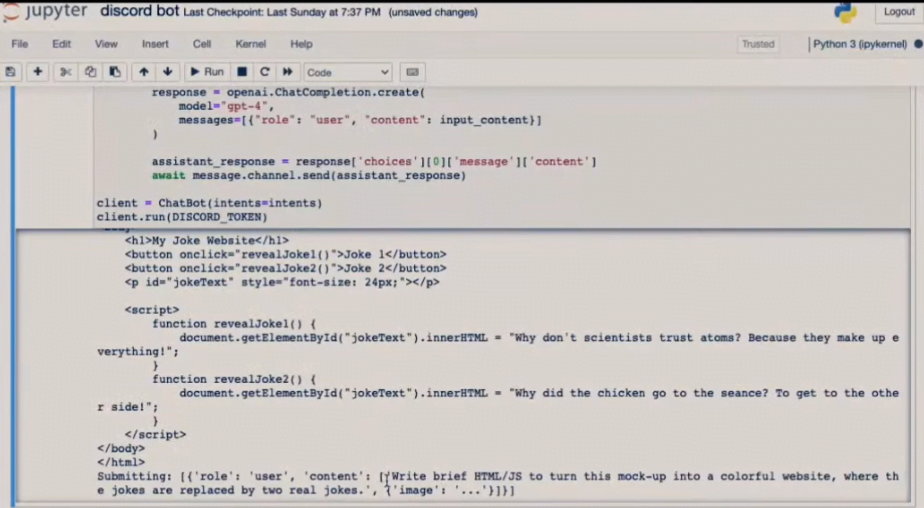 jupyter discord bot Last Checkpoint: Last Sunday at 7:37 PM (unsaved changes)
Logout
File Edit View Insert Cell Kernel Help
Trusted
Python 3 (ipykernel)
Run
Code
response = openai.ChatCompletion.create(
model="gpt-4",
messages=[{"role": "user", "content": input_content}]
)
assistant_response = response['choices'][0]['message']['content']
await message.channel.send(assistant_response)
client = ChatBot(intents=intents)
client.run(DISCORD_TOKEN)
<h1>My Joke Website</h1>
<button onclick="revealJoke1()">Joke 1</button>
<button onclick="revealJoke2()">Joke 2</button>
<p id="jokeText" style="font-size: 24px;"></p>
<script>
function revealJoke1() {
document.getElementById("jokeText").innerHTML = "Why don't scientists trust atoms? Because they make up e
verything!";
}
function revealJoke2() {
document.getElementById("jokeText").innerHTML = "Why did the chicken go to the seance? To get to the othe
r side!";
}
</script>
</body>
</html>
Submitting: [{'role': 'user', 'content': ['Write brief HTML/JS to turn this mock-up into a colorful website, where th
e jokes are replaced by two real jokes.', {'image': '...'}]}]